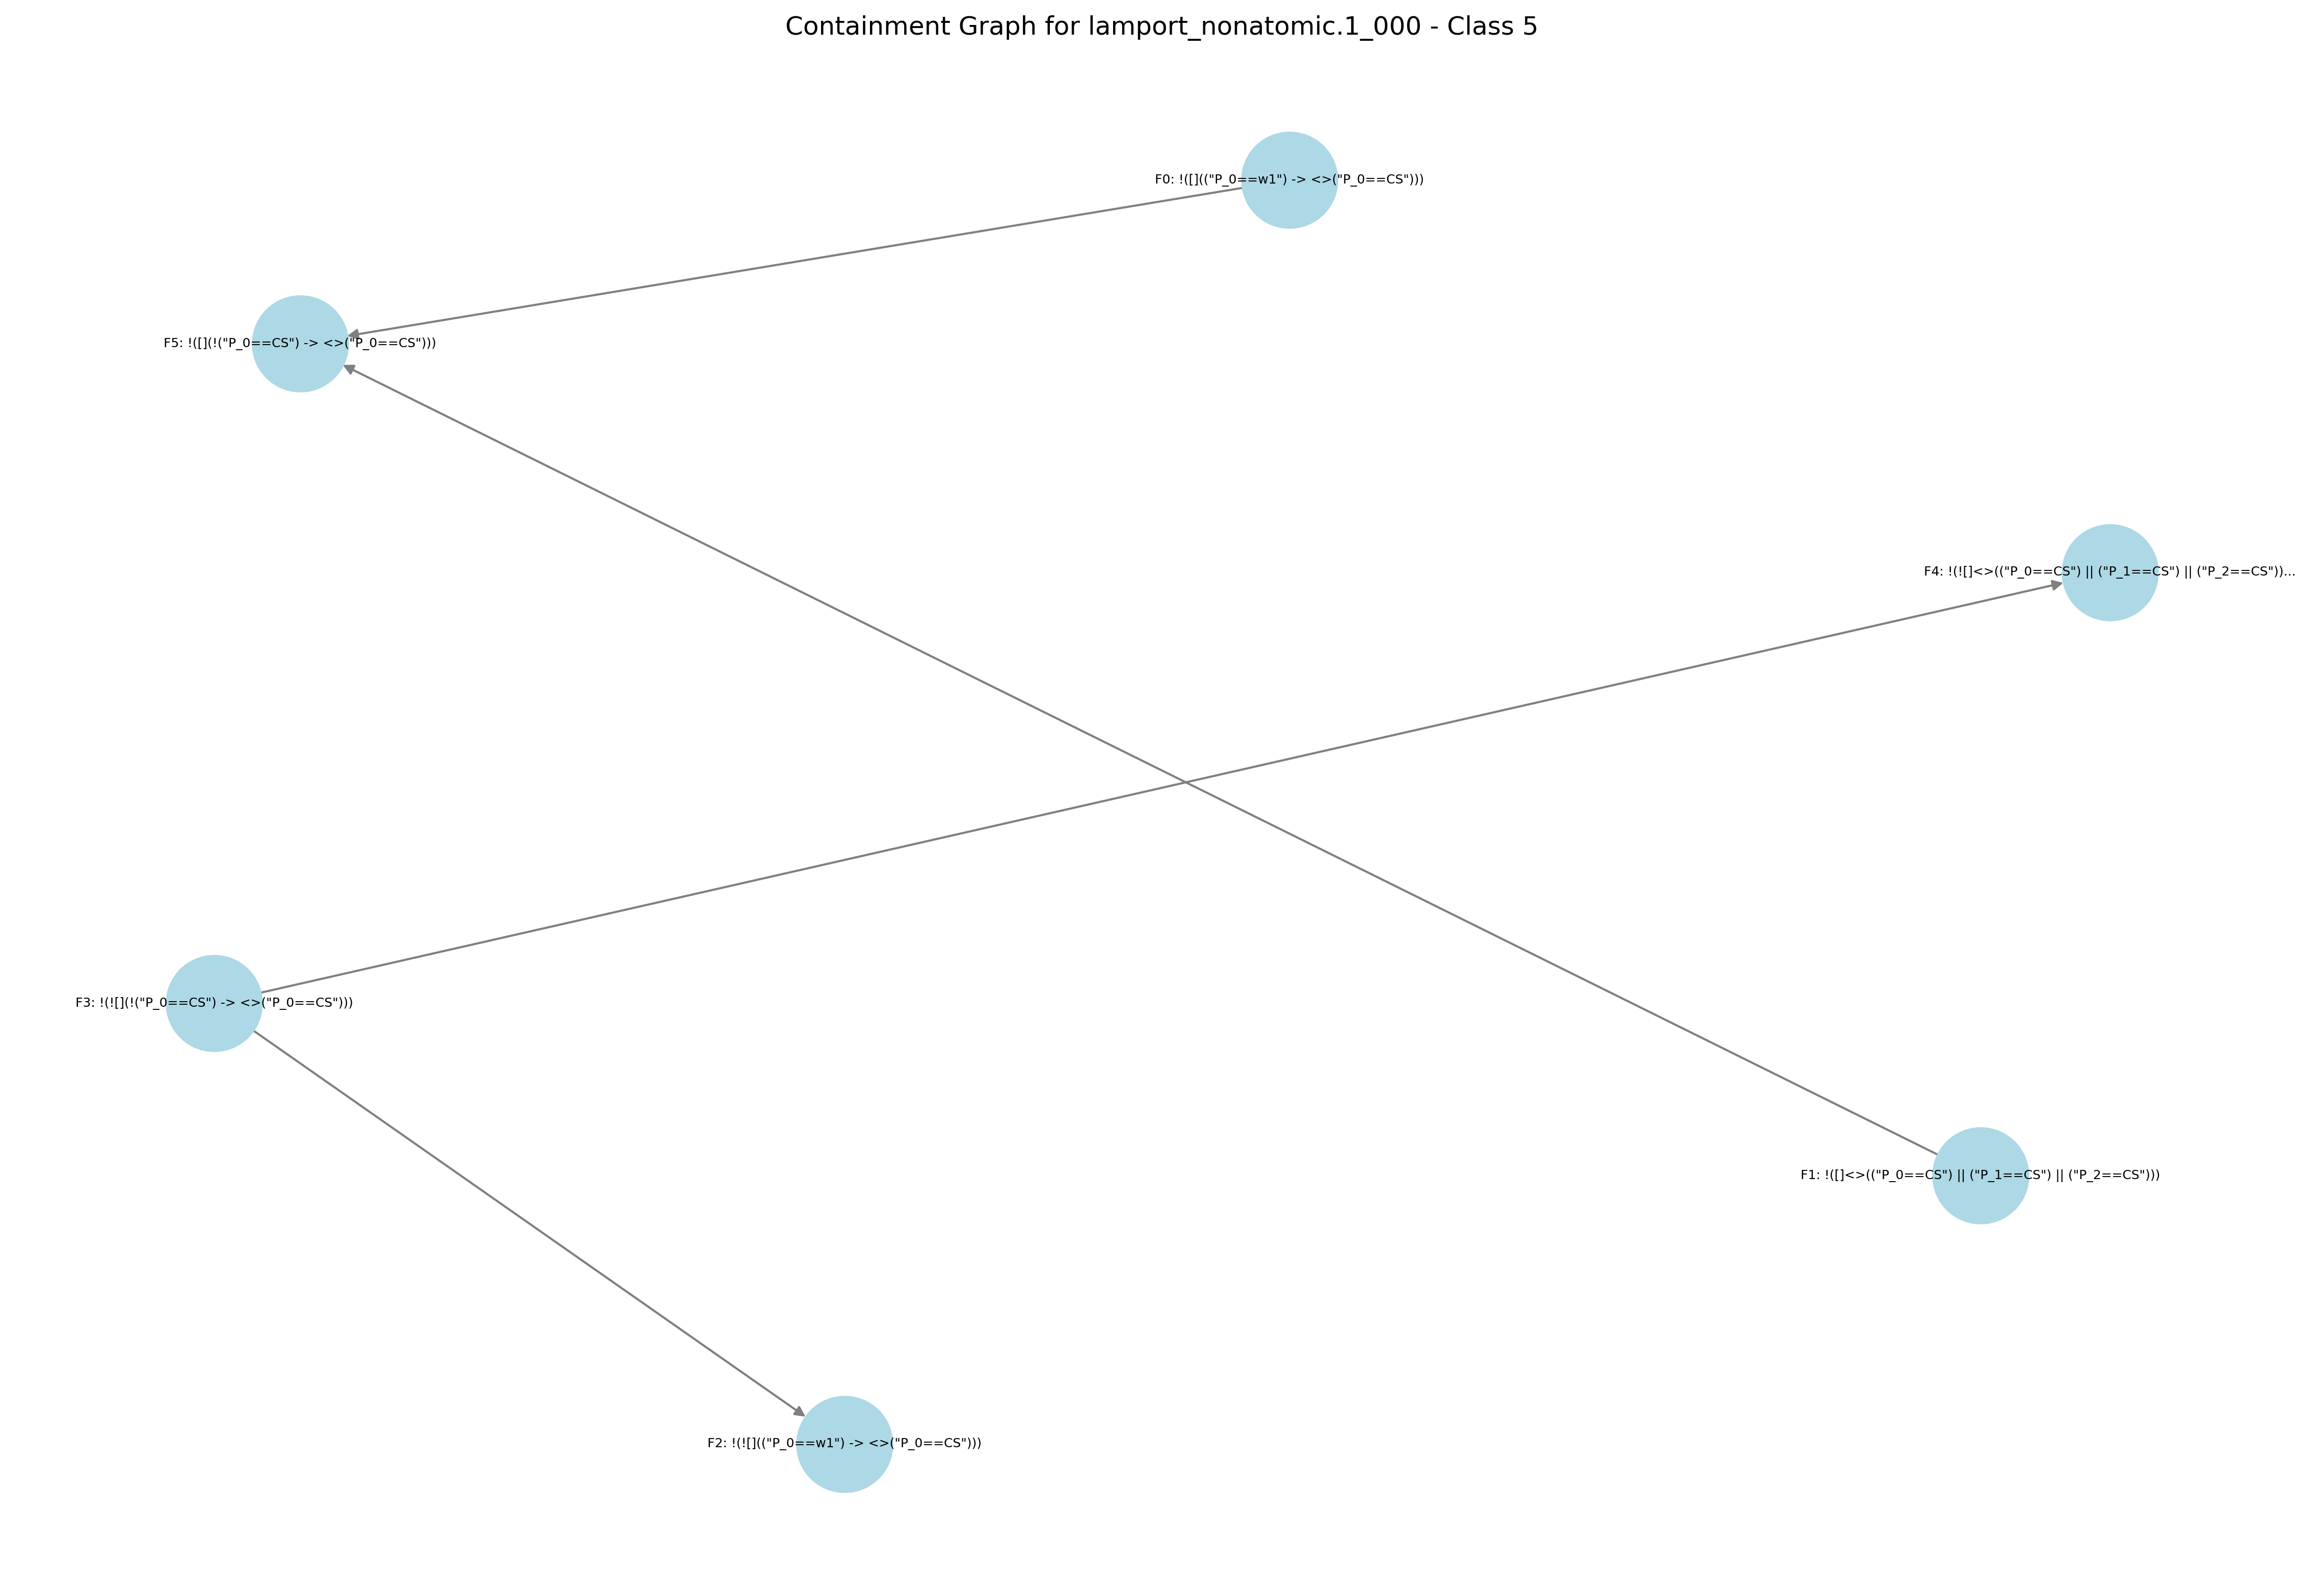 Containment Graph for lamport_nonatomic.1_000 - Class 5
F0: !([](("P_0==w1") -> <>("P_0==CS")))
F5: !([](!("P_0==CS") -> <>("P_0==CS")))
F4: !(![]<>(("P_0==CS") || ("P_1==CS") || ("P_2==CS"))...
F3: !(![](!("P_0==CS") -> <>("P_0==CS")))
F1: !([]<>(("P_0==CS") || ("P_1==CS") || ("P_2==CS")))
F2: !(![](("P_0==w1") -> <>("P_0==CS")))